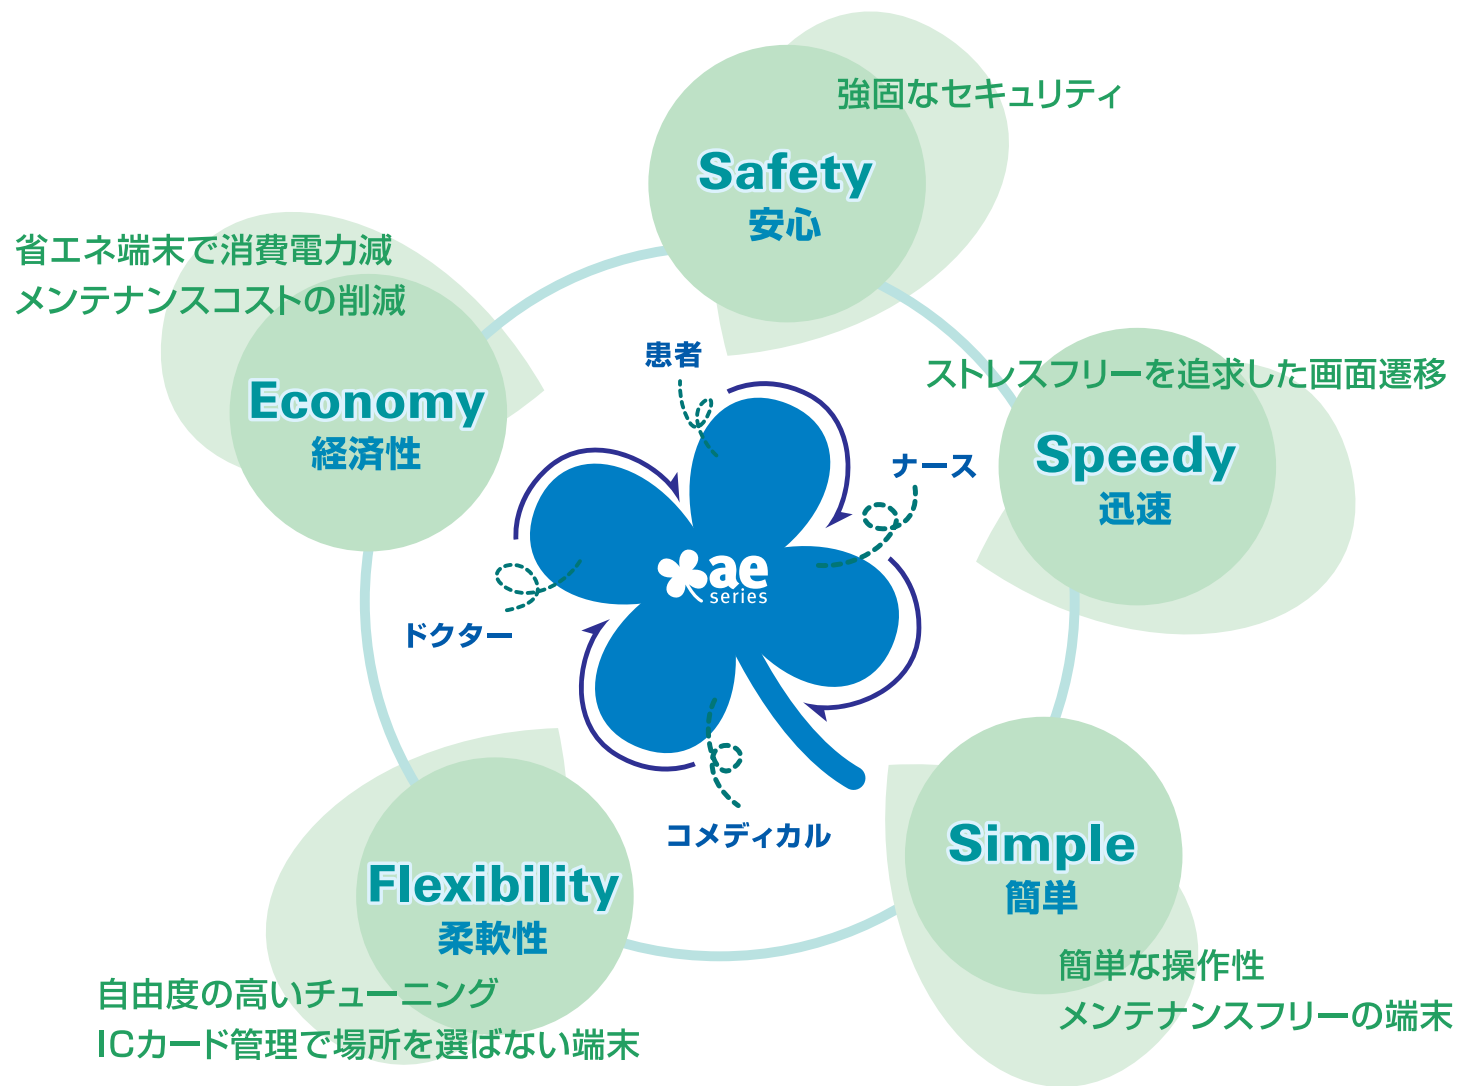 強固なセキュリティ
Safety
安心
省エネ端末で消費電力減
メンテナンスコストの削減
Economy
経済性
患者
ストレスフリーを追求した画面遷移
Speedy
迅速
ナース
ae
series
ドクター
コメディカル
Simple
簡単
簡単な操作性
メンテナンスフリーの端末
Flexibility
柔軟性
自由度の高いチューニング
ICカード管理で場所を選ばない端末